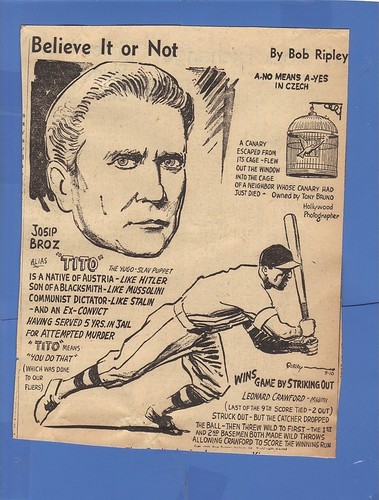 Believe It or Not
By Bob Ripley
A-NO MEANS A-YES
IN CZECH
A CANARY
ESCAPED FROM
ITS CAGE - FLEW
OUT THE WINDOW
INTO THE CAGE
OF A NEIGHBOR WHOSE CANARY HAD
JUST DIED - Owned by TONY BRUNO
Hollywood
Photographer
JOSIP
BROZ
ALIAS "TITO" THE YUGO-SLAV PUPPET
IS A NATIVE OF AUSTRIA - LIKE HITLER
SON OF A BLACKSMITH - LIKE MUSSOLINI
COMMUNIST DICTATOR - LIKE STALIN
- AND AN EX-CONVICT
HAVING SERVED 5 YRS. IN JAIL
FOR ATTEMPTED MURDER
"TITO" MEANS
"YOU DO THAT"
(WHICH WAS DONE
TO OUR
FLIERS)
RIPLEY
9-10
WINS GAME BY STRIKING OUT
LEONARD CRAWFORD -
(LAST OF THE 9TH SCORE TIED - 2 OUT)
STRUCK OUT - BUT THE CATCHER DROPPED
THE BALL - THEN THREW WILD TO FIRST - THE 1ST
AND 2ND BASEMEN BOTH MADE WILD THROWS
ALLOWING CRAWFORD TO SCORE THE WINNING RUN